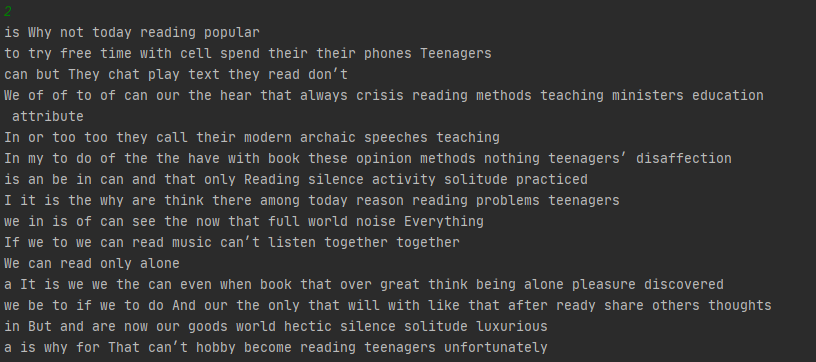 2
is Why not today reading popular
to try free time with cell spend their their phones Teenagers
can but They chat play text they read don’t
We of of to of can our the hear that always crisis reading methods teaching ministers education
attribute
In or too too they call their modern archaic speeches teaching
In my to do of the the have with book these opinion methods nothing teenagers’ disaffection
is an be in can and that only Reading silence activity solitude practiced
I it is the why are think there among today reason reading problems teenagers
we in is of can see the now that full world noise Everything
If we to we can read music can’t listen together together
We can read only alone
a It is we we the can even when book that over great think being alone pleasure discovered
we be to if we to do And our the only that will with like that after ready share others thoughts
in But and are now our goods world hectic silence solitude luxurious
a is why for That can’t hobby become reading teenagers unfortunately